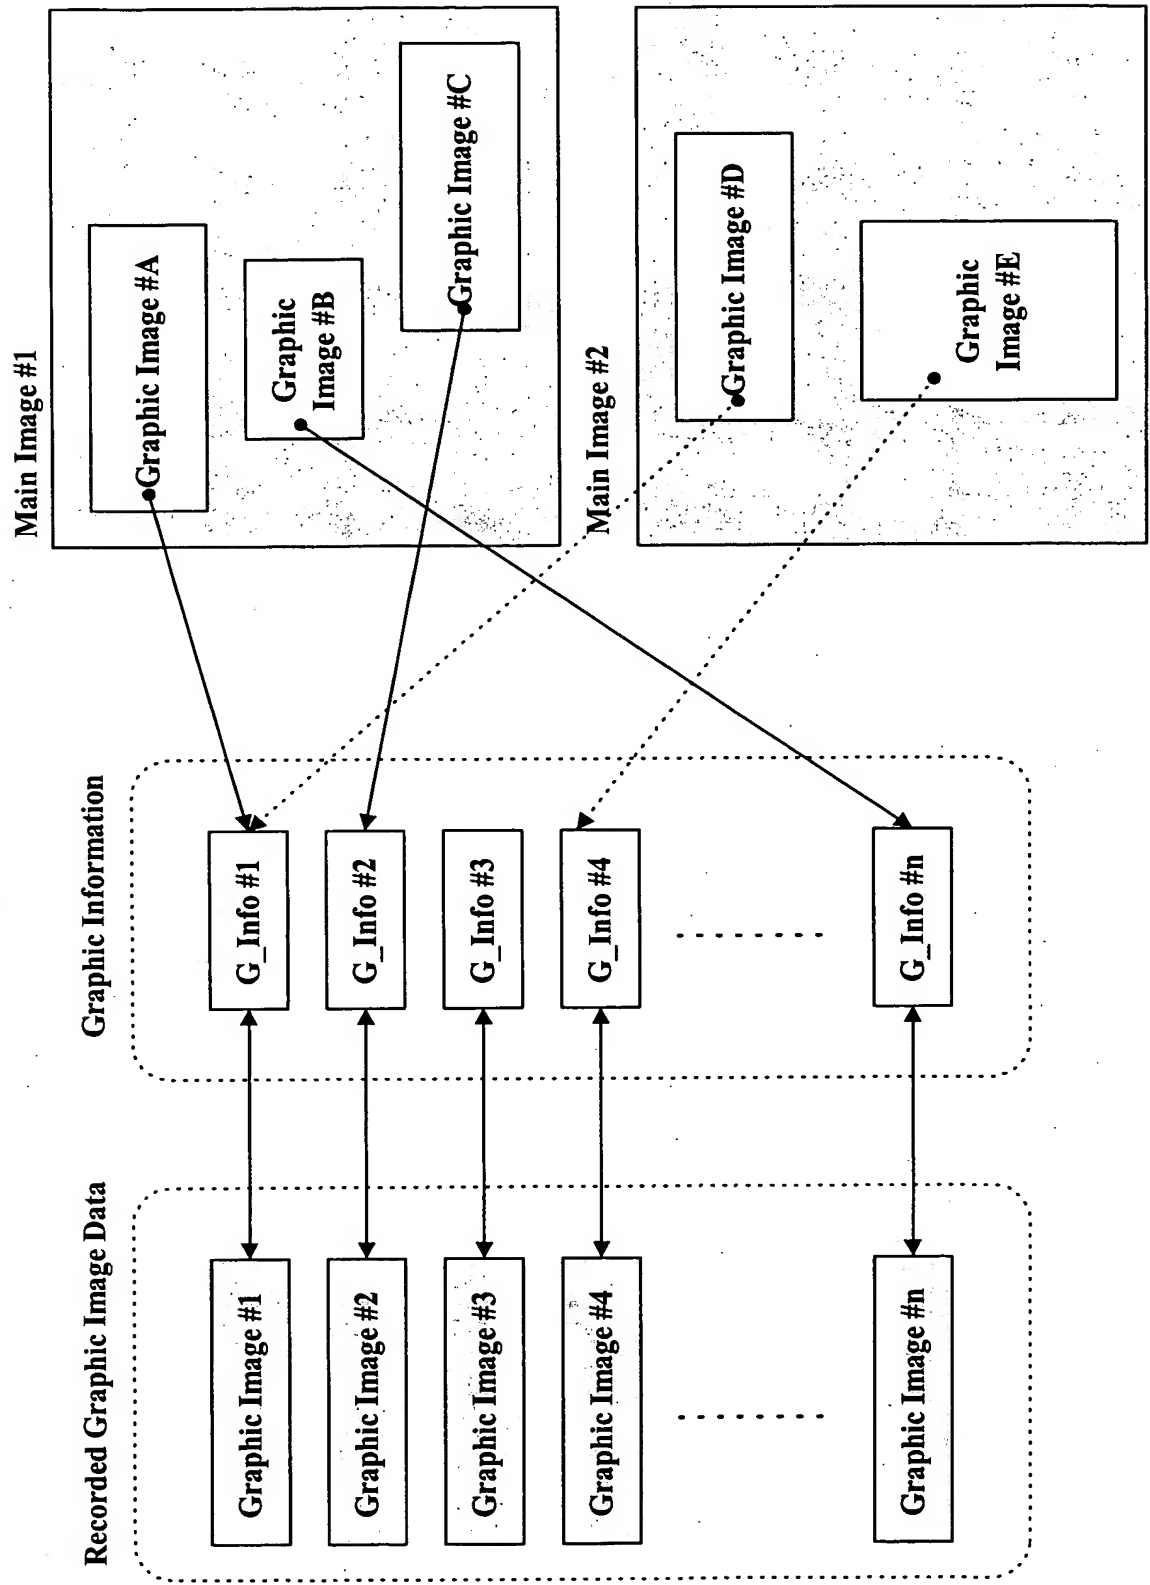 Recorded Graphic Image Data
Graphic Image #1
Graphic Image #2
Graphic Image #3
Graphic Image #4
Graphic Image #n
Graphic Information
G_Info #1
G_Info #2
G_Info #3
G_Info #4
G_Info #n
Main Image #1
Graphic Image #A
Graphic
Image #B
Graphic Image #C
Main Image #2
Graphic Image #D
Graphic
Image #E